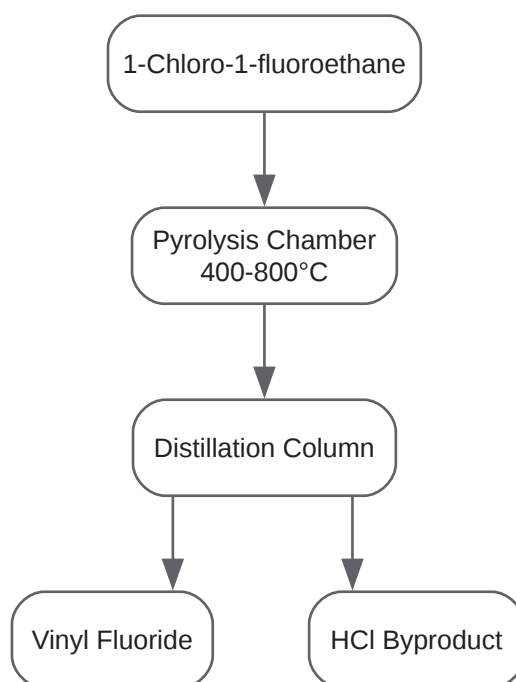 1-Chloro-1-fluoroethane
Pyrolysis Chamber
400-800°C
Distillation Column
Vinyl Fluoride
HCl Byproduct